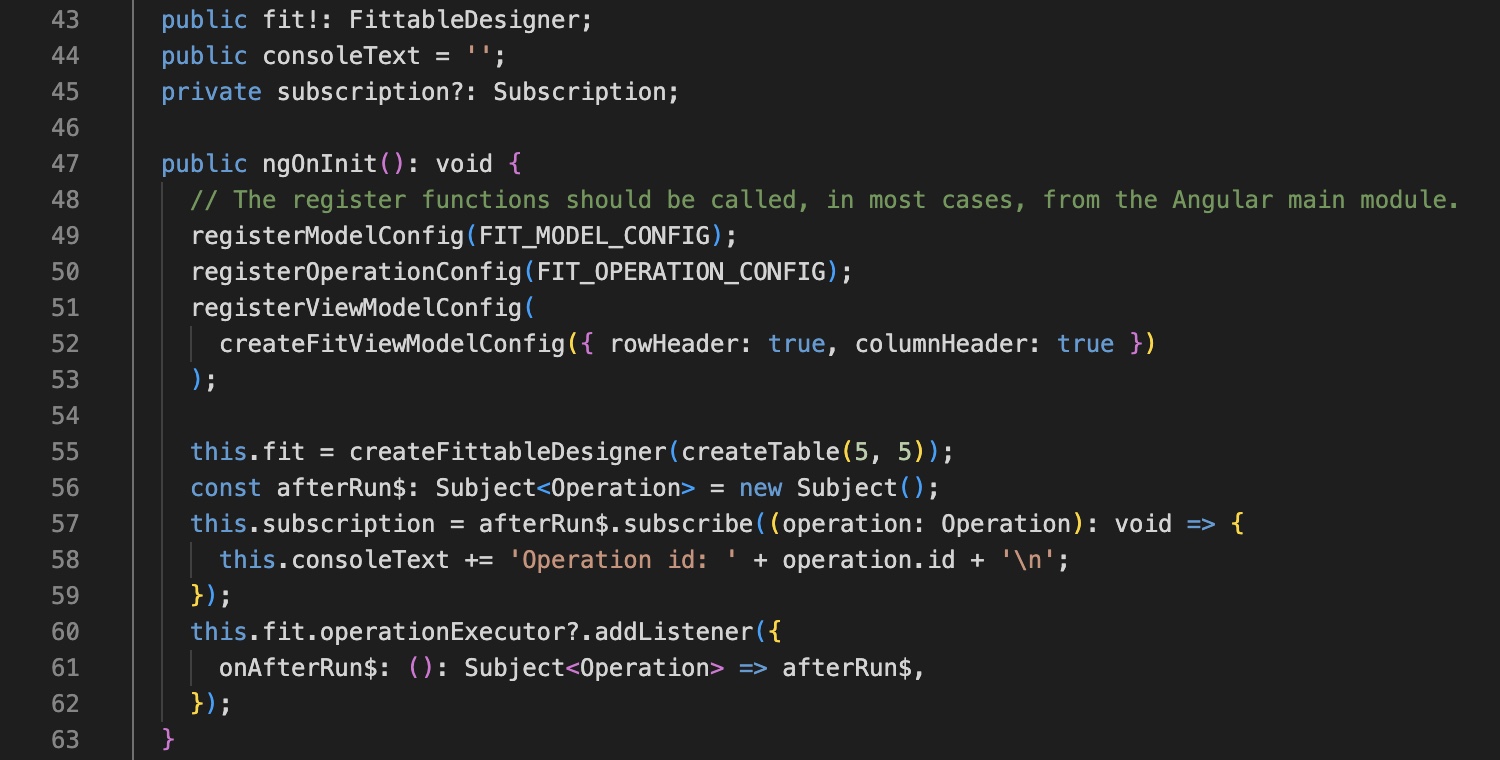 43 public fit!: FittableDesigner;
44 public consoleText = '';
45 private subscription?: Subscription;
46
47 public ngOnInit(): void {
48 // The register functions should be called, in most cases, from the Angular main module.
49 registerModelConfig(FIT_MODEL_CONFIG);
50 registerOperationConfig(FIT_OPERATION_CONFIG);
51 registerViewModelConfig(
52 createFitViewModelConfig({ rowHeader: true, columnHeader: true })
53 );
54
55 this.fit = createFittableDesigner(createTable(5, 5));
56 const afterRun$: Subject<Operation> = new Subject();
57 this.subscription = afterRun$.subscribe((operation: Operation): void => {
58 this.consoleText += 'Operation id: ' + operation.id + '\n';
59 });
60 this.fit.operationExecutor?.addListener({
61 onAfterRun$: (): Subject<Operation> => afterRun$,
62 });
63 }